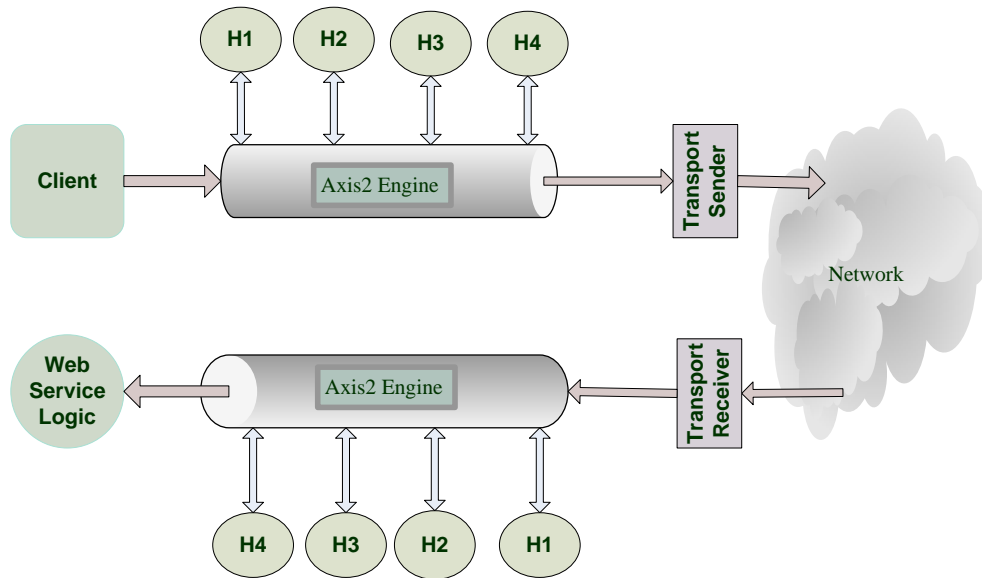 H1
H2
H3
H4
Client
Axis2 Engine
Transport
Sender
Network
Web
Service
Logic
Axis2 Engine
Transport
Receiver
H4
H3
H2
H1